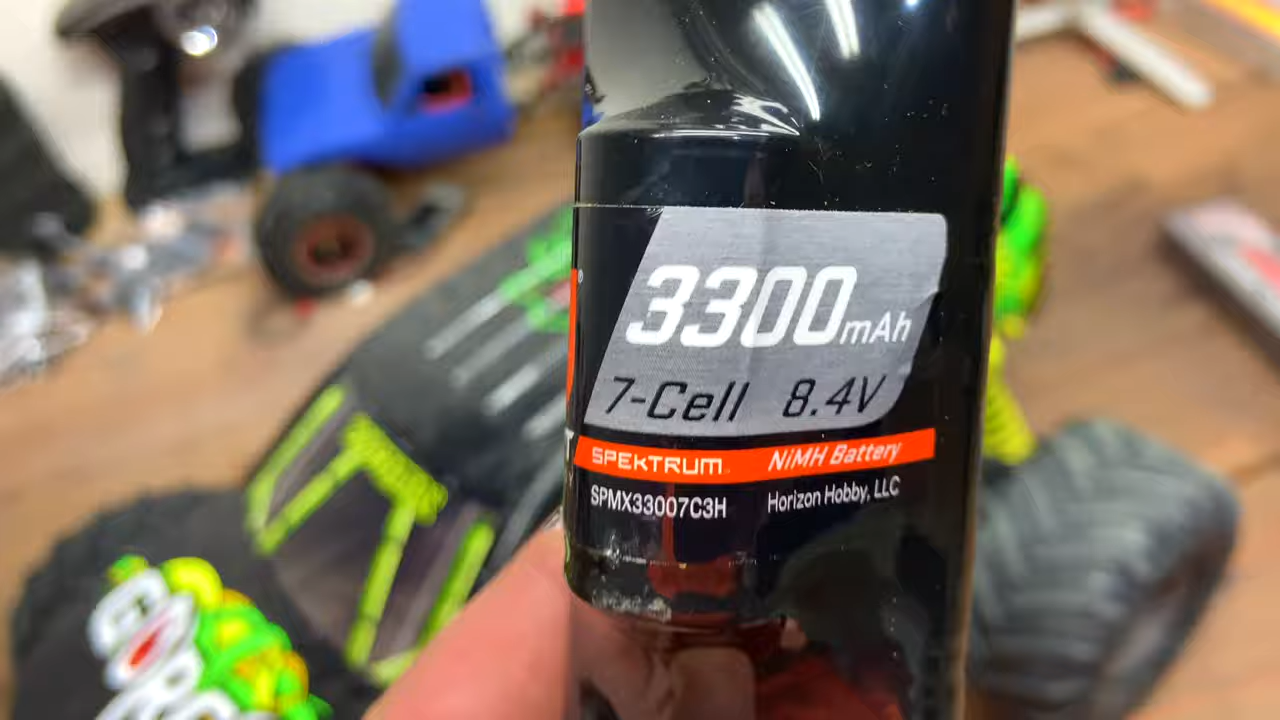 3300mAh
7-Cell 8.4V
SPEKTRUM NiMH Battery
SPMX33007C3H Horizon Hobby, LLC